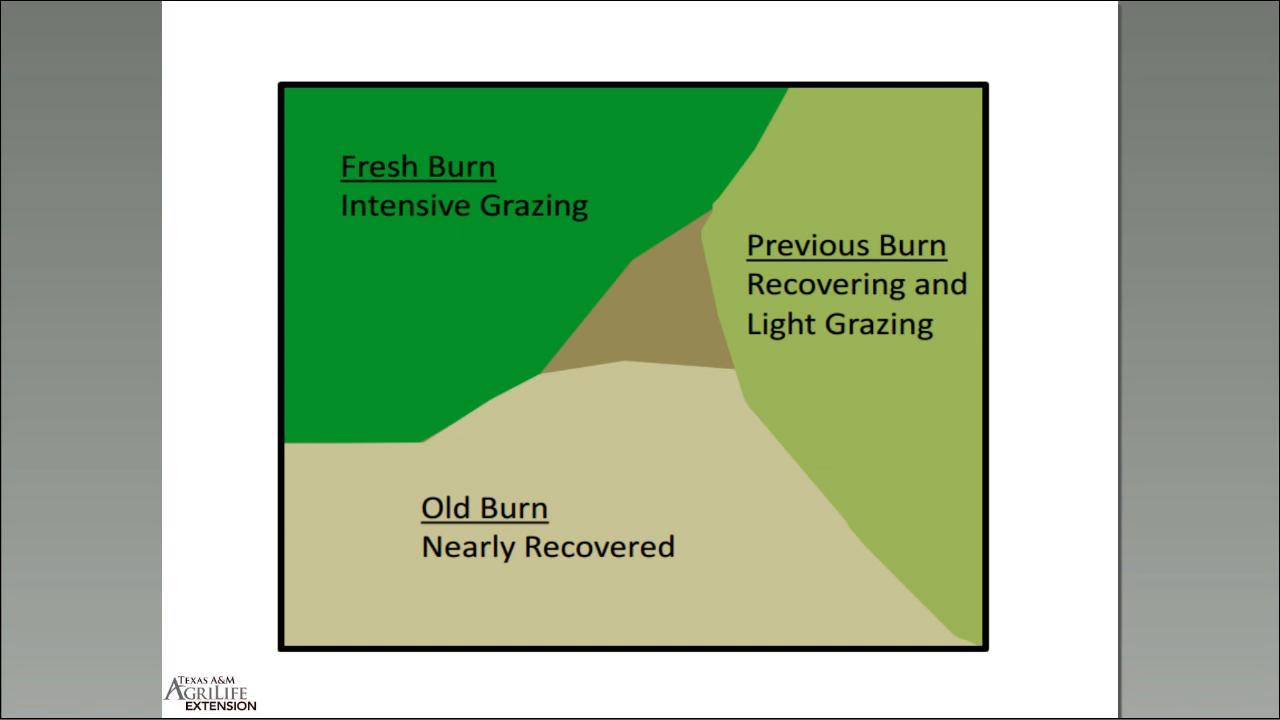 Fresh Burn
Intensive Grazing
Previous Burn
Recovering and
Light Grazing
Old Burn
Nearly Recovered
TEXAS A&M
AGRILIFE
EXTENSION